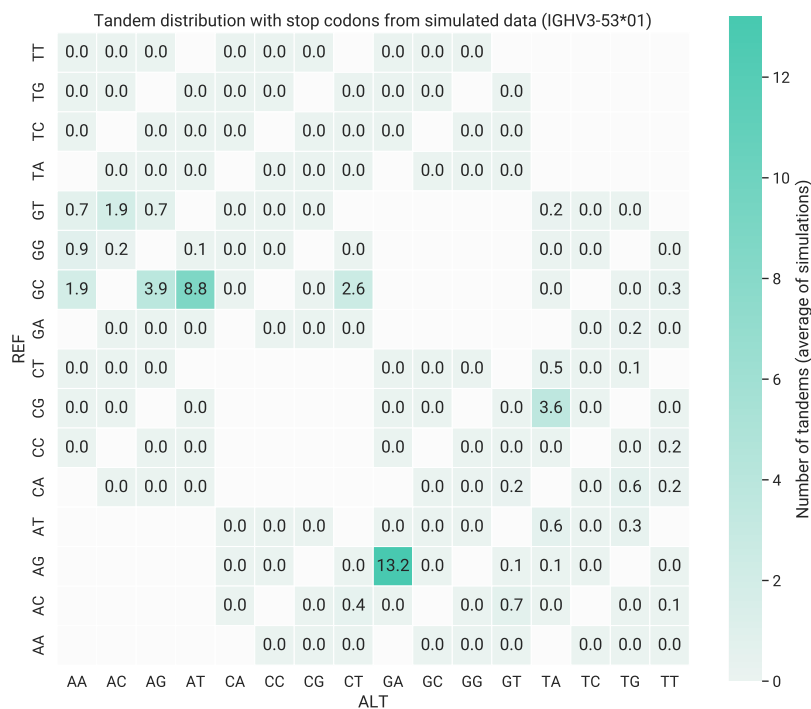 Tandem distribution with stop codons from simulated data (IGHV3-53*01)
TT 0.0 0.0 0.0 0.0 0.0 0.0 0.0 0.0 0.0
TG 0.0 0.0 0.0 0.0 0.0 0.0 0.0 0.0 0.0
TC 0.0 0.0 0.0 0.0 0.0 0.0 0.0 0.0 0.0
TA 0.0 0.0 0.0 0.0 0.0 0.0 0.0 0.0 0.0
GT 0.7 1.9 0.7 0.0 0.0 0.0 0.2 0.0 0.0
GG 0.9 0.2 0.1 0.0 0.0 0.0 0.0 0.0 0.0
GC 1.9 3.9 8.8 0.0 0.0 2.6 0.0 0.0 0.3
GA 0.0 0.0 0.0 0.0 0.0 0.0 0.0 0.2 0.0
CT 0.0 0.0 0.0 0.0 0.0 0.0 0.5 0.0 0.1
CG 0.0 0.0 0.0 0.0 0.0 0.0 3.6 0.0 0.0
CC 0.0 0.0 0.0 0.0 0.0 0.0 0.0 0.0 0.2
CA 0.0 0.0 0.0 0.0 0.0 0.2 0.0 0.6 0.2
AT 0.0 0.0 0.0 0.0 0.0 0.0 0.6 0.0 0.3
AG 0.0 0.0 0.0 13.2 0.0 0.1 0.1 0.0 0.0
AC 0.0 0.0 0.4 0.0 0.0 0.7 0.0 0.0 0.1
AA 0.0 0.0 0.0 0.0 0.0 0.0 0.0 0.0 0.0
AA AC AG AT CA CC CG CT GA GC GG GT TA TC TG TT
ALT
REF
12
10
8
6
4
2
0
Number of tandems (average of simulations)